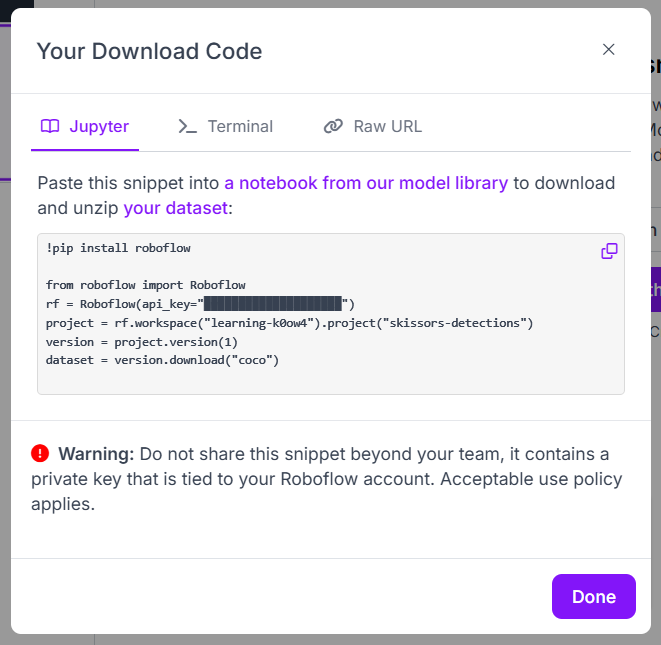 Your Download Code
Jupyter
Terminal
Raw URL
Paste this snippet into a notebook from our model library to download
and unzip your dataset:
!pip install roboflow
from roboflow import Roboflow
rf = Roboflow(api_key="████████████████████")
project = rf.workspace("learning-k0ow4").project("skissors-detections")
version = project.version(1)
dataset = version.download("coco")
Warning: Do not share this snippet beyond your team, it contains a
private key that is tied to your Roboflow account. Acceptable use policy
applies.
Done